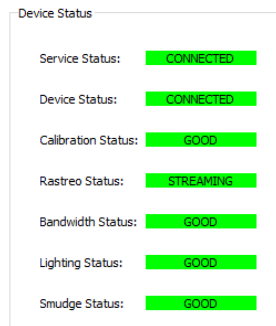 Device Status
Service Status: CONNECTED
Device Status: CONNECTED
Calibration Status: GOOD
Rastreo Status: STREAMING
Bandwidth Status: GOOD
Lighting Status: GOOD
Smudge Status: GOOD